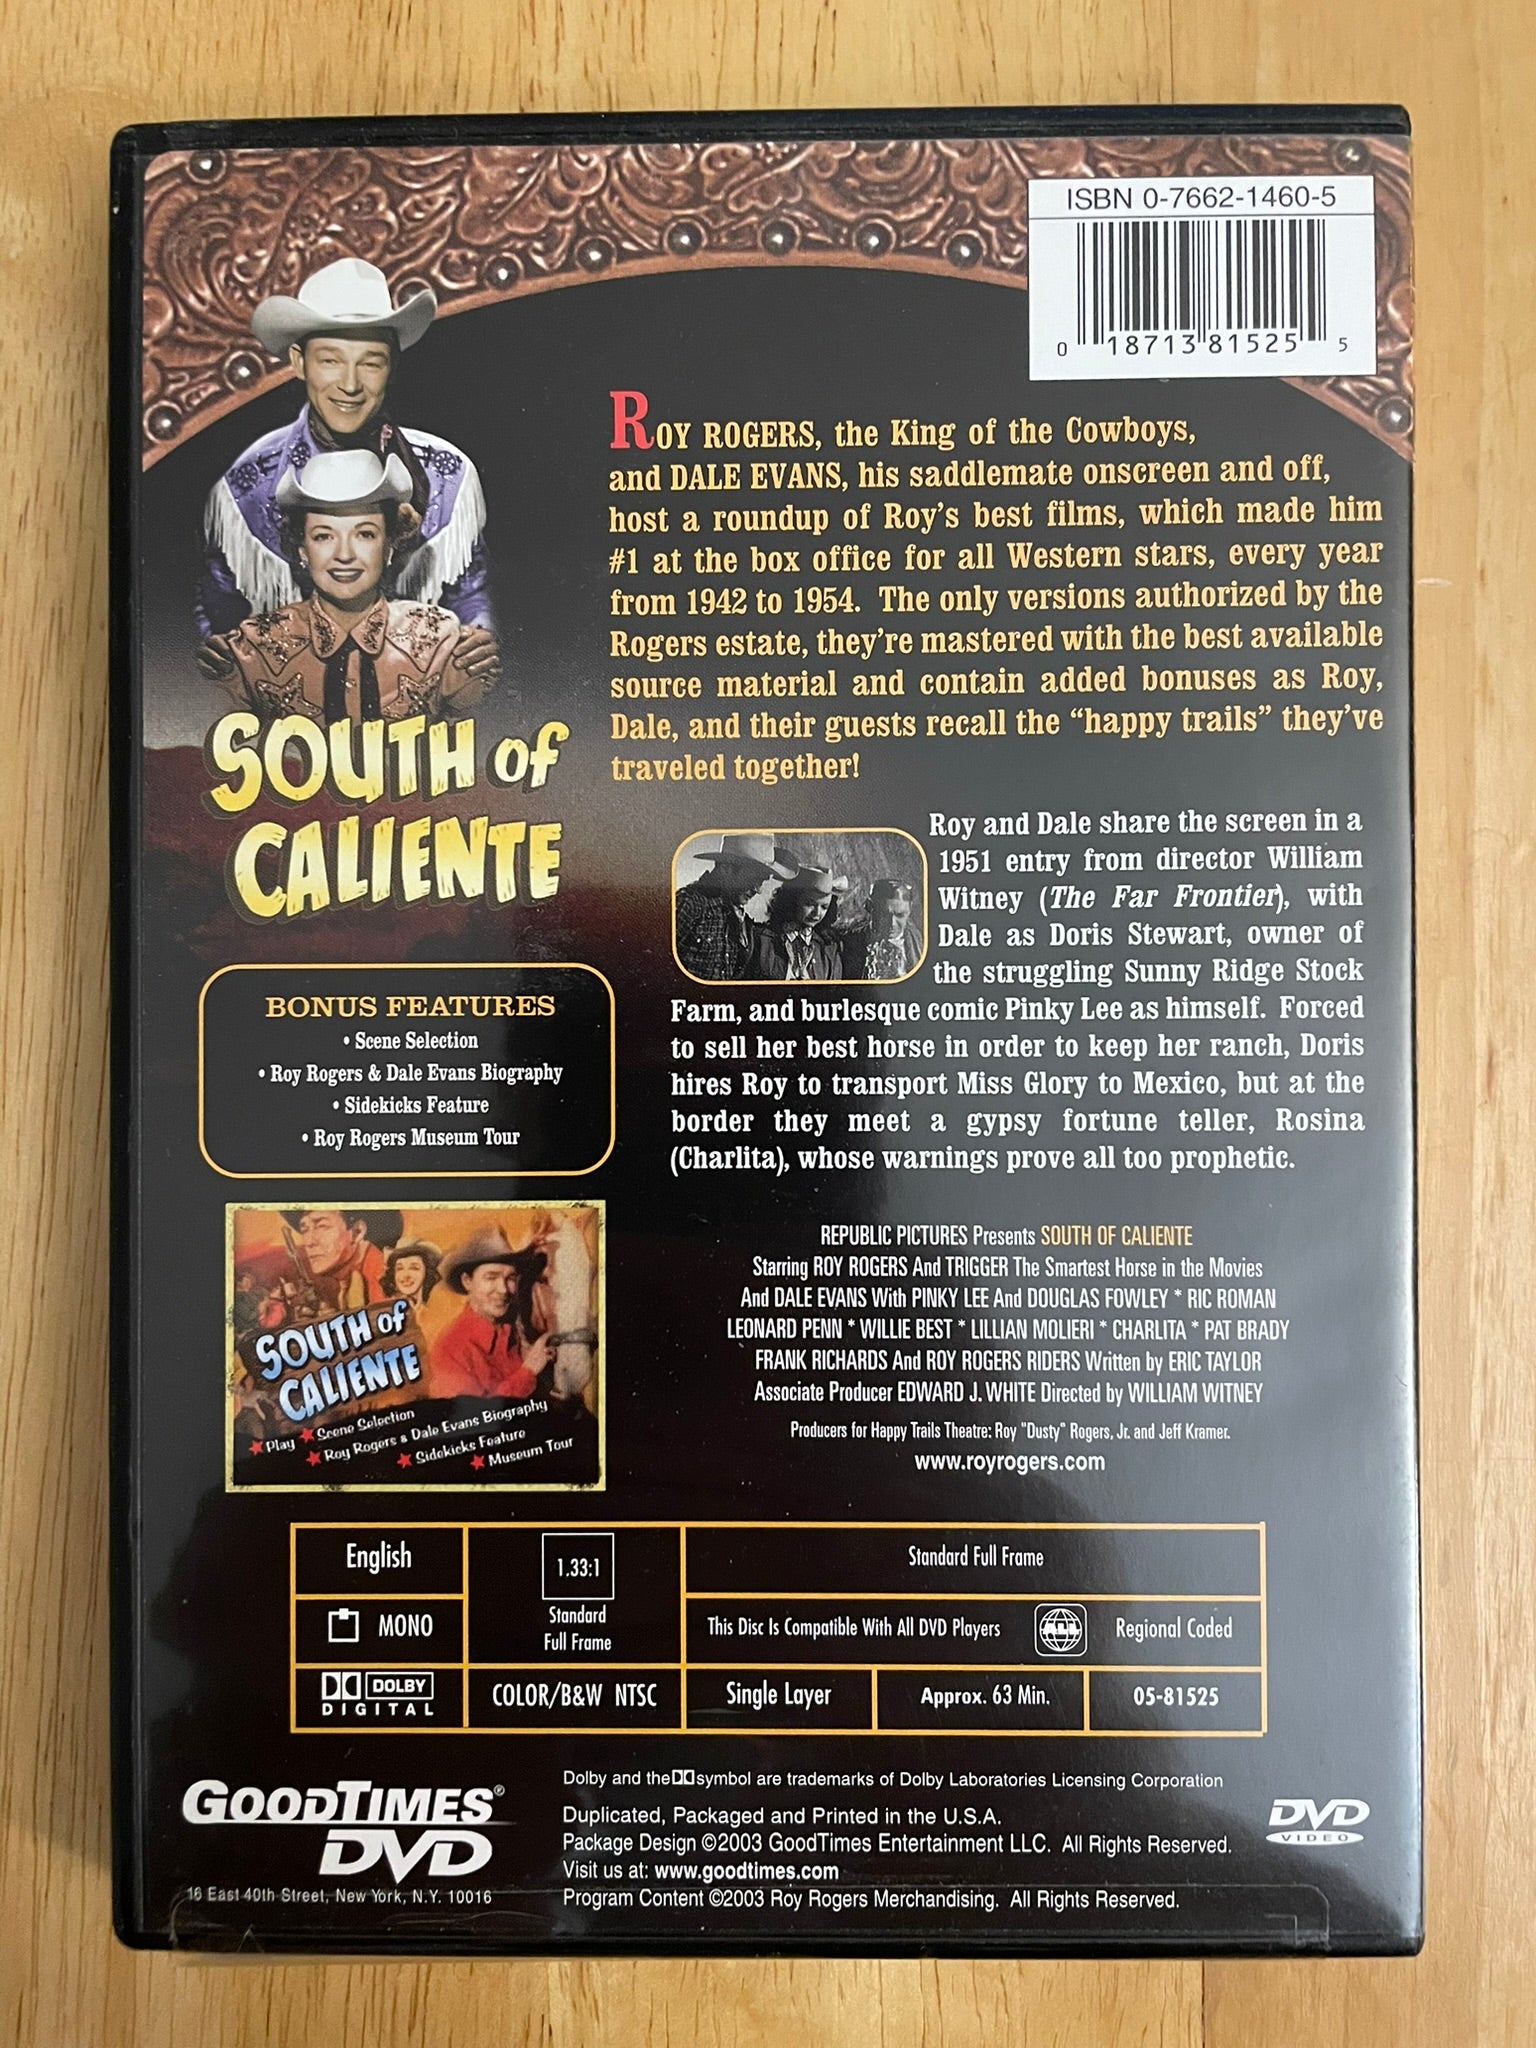 ISBN 0-7662-1460-5
0 18713 81525 5
ROY ROGERS, the King of the Cowboys,
and DALE EVANS, his saddlemate onscreen and off,
host a roundup of Roy's best films, which made him
#1 at the box office for all Western stars, every year
from 1942 to 1954. The only versions authorized by the
Rogers estate, they're mastered with the best available
source material and contain added bonuses as Roy,
Dale, and their guests recall the "happy trails" they've
traveled together!
SOUTH of
CALIENTE
Roy and Dale share the screen in a
1951 entry from director William
Witney (The Far Frontier), with
Dale as Doris Stewart, owner of
the struggling Sunny Ridge Stock
Farm, and burlesque comic Pinky Lee as himself. Forced
to sell her best horse in order to keep her ranch, Doris
hires Roy to transport Miss Glory to Mexico, but at the
border they meet a gypsy fortune teller, Rosina
(Charlita), whose warnings prove all too prophetic.
BONUS FEATURES
• Scene Selection
• Roy Rogers & Dale Evans Biography
• Sidekicks Feature
• Roy Rogers Museum Tour
SOUTH of
CALIENTE
Play Scene Selection
Roy Rogers & Dale Evans Biography
Sidekicks Feature
Museum Tour
REPUBLIC PICTURES Presents SOUTH OF CALIENTE
Starring ROY ROGERS And TRIGGER The Smartest Horse in the Movies
And DALE EVANS With PINKY LEE And DOUGLAS FOWLEY * RIC ROMAN
LEONARD PENN * WILLIE BEST * LILLIAN MOLIERI * CHARLITA * PAT BRADY
FRANK RICHARDS And ROY ROGERS RIDERS Written by ERIC TAYLOR
Associate Producer EDWARD J. WHITE Directed by WILLIAM WITNEY
Producers for Happy Trails Theatre: Roy "Dusty" Rogers, Jr. and Jeff Kramer.
www.royrogers.com
English
MONO
DOLBY
DIGITAL
1.33:1
Standard
Full Frame
COLOR/B&W NTSC
Standard Full Frame
This Disc Is Compatible With All DVD Players ALL Regional Coded
Single Layer
Approx. 63 Min.
05-81525
GOODTIMES®
DVD
16 East 40th Street, New York, N.Y. 10016
Dolby and the symbol are trademarks of Dolby Laboratories Licensing Corporation
Duplicated, Packaged and Printed in the U.S.A.
Package Design ©2003 GoodTimes Entertainment LLC. All Rights Reserved.
Visit us at: www.goodtimes.com
Program Content ©2003 Roy Rogers Merchandising. All Rights Reserved.
DVD
VIDEO